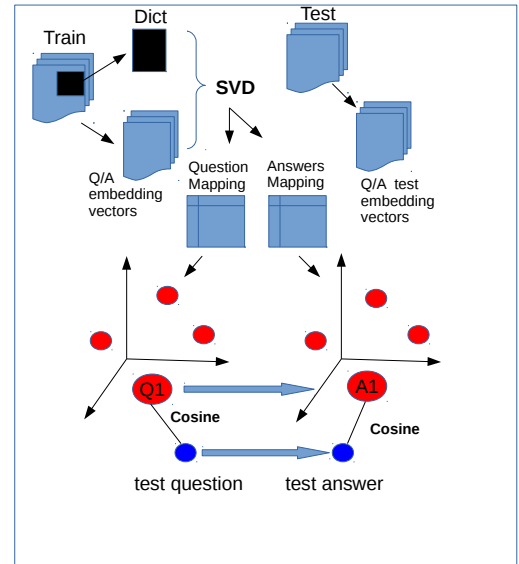 Dict
Test
Train
SVD
Question
Mapping
Answers
Mapping
Q/A
embedding
vectors
Q/A test
embedding
vectors
Q1
A1
Cosine
Cosine
test question
test answer